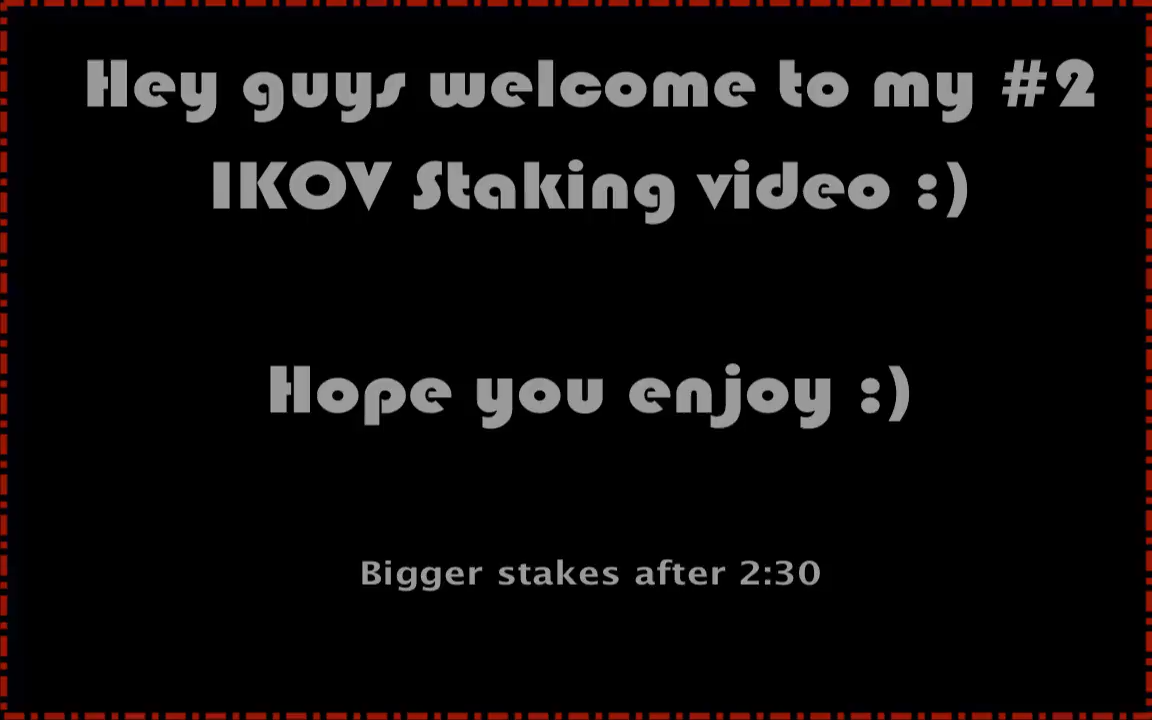 Hey guys welcome to my #2
IKOV Staking video :)
Hope you enjoy :)
Bigger stakes after 2:30